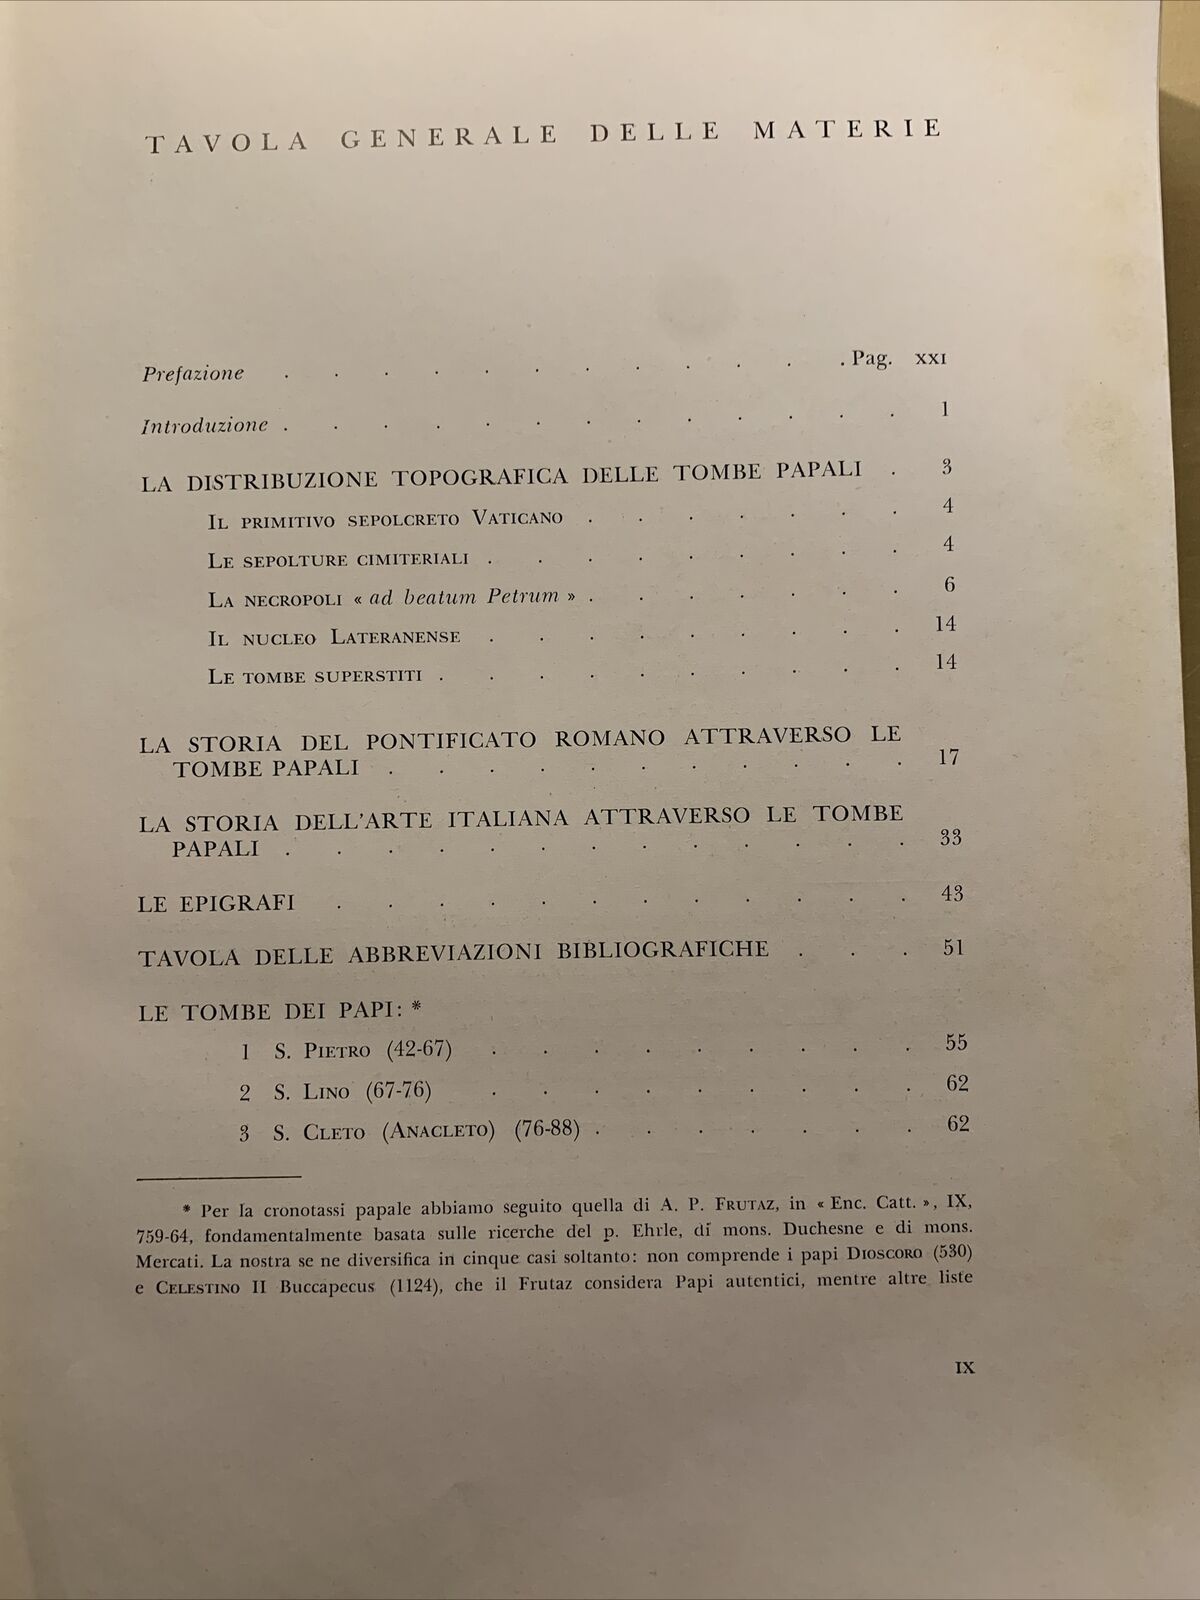 TAVOLA GENERALE DELLE MATERIE
Prefazione . . . . . . . . . . . . Pag. XXI
Introduzione . . . . . . . . . . . . . 1
LA DISTRIBUZIONE TOPOGRAFICA DELLE TOMBE PAPALI . 3
IL PRIMITIVO SEPOLCRETO VATICANO . . . . . . . 4
LE SEPOLTURE CIMITERIALI . . . . . . . . . 4
LA NECROPOLI « ad beatum Petrum » . . . . . . . 6
IL NUCLEO LATERANENSE . . . . . . . . . 14
LE TOMBE SUPERSTITI . . . . . . . . . . 14
LA STORIA DEL PONTIFICATO ROMANO ATTRAVERSO LE
TOMBE PAPALI . . . . . . . . . . . 17
LA STORIA DELL'ARTE ITALIANA ATTRAVERSO LE TOMBE
PAPALI . . . . . . . . . . . . . 33
LE EPIGRAFI . . . . . . . . . . . . 43
TAVOLA DELLE ABBREVIAZIONI BIBLIOGRAFICHE . . . 51
LE TOMBE DEI PAPI: *
1 S. PIETRO (42-67) . . . . . . . . . 55
2 S. LINO (67-76) . . . . . . . . . 62
3 S. CLETO (ANACLETO) (76-88) . . . . . . . 62
* Per la cronotassi papale abbiamo seguito quella di A. P. FRUTAZ, in « Enc. Catt. », IX,
759-64, fondamentalmente basata sulle ricerche del p. Ehrle, di mons. Duchesne e di mons.
Mercati. La nostra se ne diversifica in cinque casi soltanto: non comprende i papi DIOSCORO (530)
e CELESTINO II Buccapecus (1124), che il Frutaz considera Papi autentici, mentre altre liste
IX